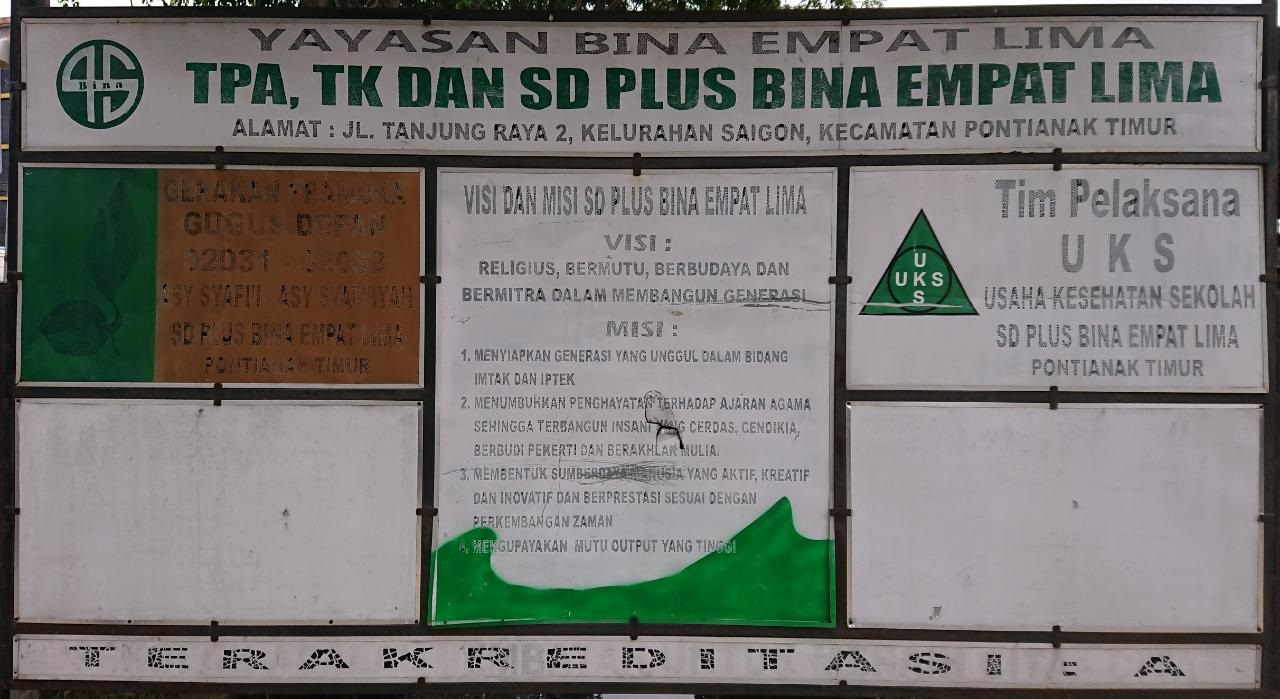 YAYASAN BINA EMPAT LIMA
Bina
TPA, TK DAN SD PLUS BINA EMPAT LIMA
ALAMAT : JL. TANJUNG RAYA 2, KELURAHAN SAIGON, KECAMATAN PONTIANAK TIMUR
GERAKAN PRAMUKA
GUGUS DEPAN
02031 -
ASY SYAFI'I - ASY SYAFI'IYAH
SD PLUS BINA EMPAT LIMA
PONTIANAK TIMUR
VISI DAN MISI SD PLUS BINA EMPAT LIMA
VISI :
RELIGIUS, BERMUTU, BERBUDAYA DAN
BERMITRA DALAM MEMBANGUN GENERASI
MISI :
1. MENYIAPKAN GENERASI YANG UNGGUL DALAM BIDANG
IMTAK DAN IPTEK
2. MENUMBUHKAN PENGHAYATAN TERHADAP AJARAN AGAMA
SEHINGGA TERBANGUN INSANI YANG CERDAS, CENDIKIA,
BERBUDI PEKERTI DAN BERAKHLAK MULIA.
3. MEMBENTUK SUMBERDAYA MANUSIA YANG AKTIF, KREATIF
DAN INOVATIF DAN BERPRESTASI SESUAI DENGAN
PERKEMBANGAN ZAMAN
4. MENGUPAYAKAN MUTU OUTPUT YANG TINGGI
Tim Pelaksana
U K S
U
UKS
S
USAHA KESEHATAN SEKOLAH
SD PLUS BINA EMPAT LIMA
PONTIANAK TIMUR
TERAKREDITASI : A